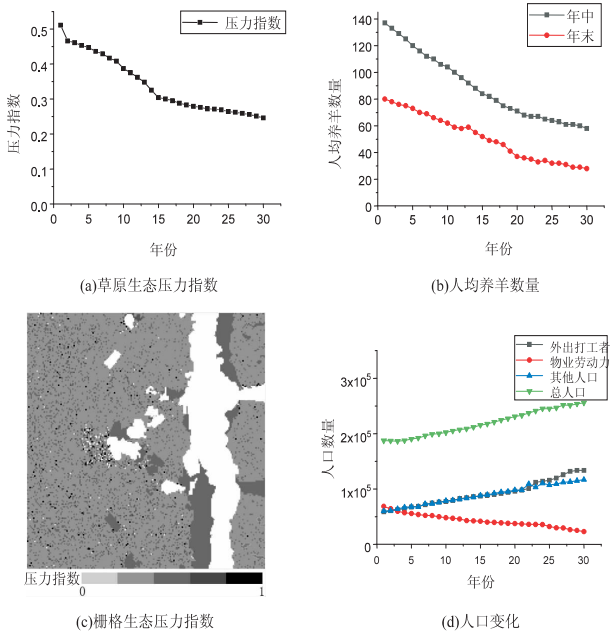 压力指数
0.5
0.4
0.3
0.2
0.1
0.0
压力指数
0 5 10 15 20 25 30
年份
(a)草原生态压力指数
年中
年末
140
120
100
80
60
40
20
0
人均养羊数量
0 5 10 15 20 25 30
年份
(b)人均养羊数量
压力指数
0 1
(c)栅格生态压力指数
外出打工者
物业劳动力
其他人口
总人口
3x10⁵
2x10⁵
1x10⁵
0
人口数量
0 5 10 15 20 25 30
年份
(d)人口变化